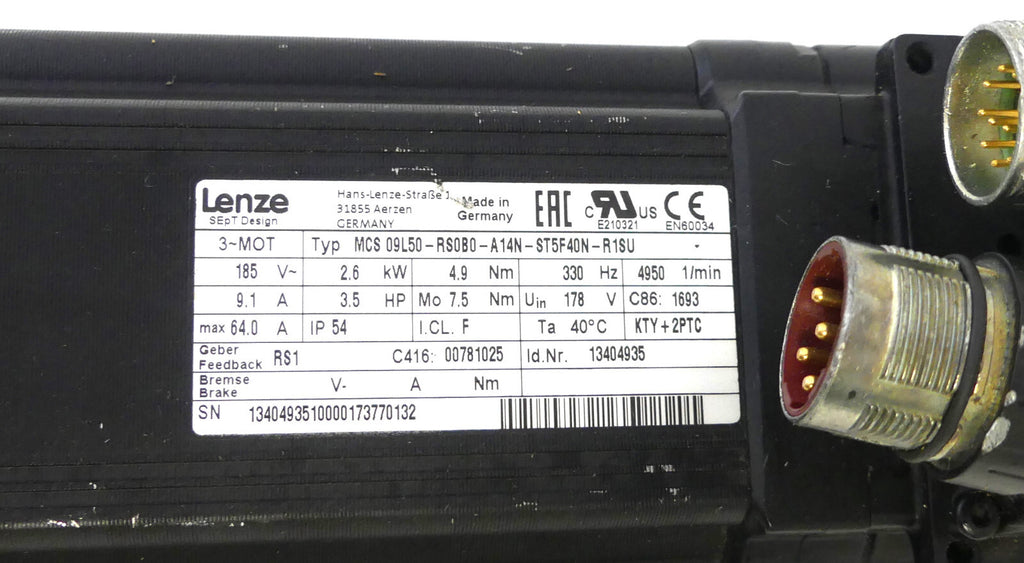 Lenze
SEpT Design
Hans-Lenze-Straße
31855 Aerzen
GERMANY
Made in
Germany
EAC
c RU US
E210321
CE
EN60034
3~MOT Typ MCS 09L50-RS0B0-A14N-ST5F40N-R1SU -
185 V~ 2.6 kW 4.9 Nm 330 Hz 4950 1/min
9.1 A 3.5 HP Mo 7.5 Nm Uin 178 V C86: 1693
max 64.0 A IP 54 I.CL. F Ta 40°C KTY+2PTC
Geber
Feedback RS1 C416: 00781025 Id.Nr. 13404935
Bremse
Brake V- A Nm
SN 1340493510000173770132